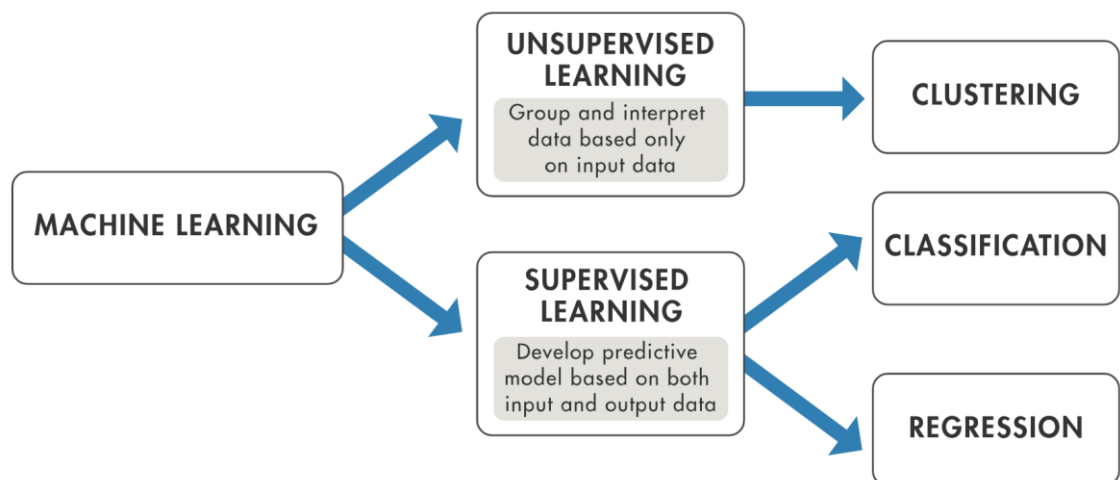 MACHINE LEARNING
UNSUPERVISED
LEARNING
Group and interpret
data based only
on input data
SUPERVISED
LEARNING
Develop predictive
model based on both
input and output data
CLUSTERING
CLASSIFICATION
REGRESSION